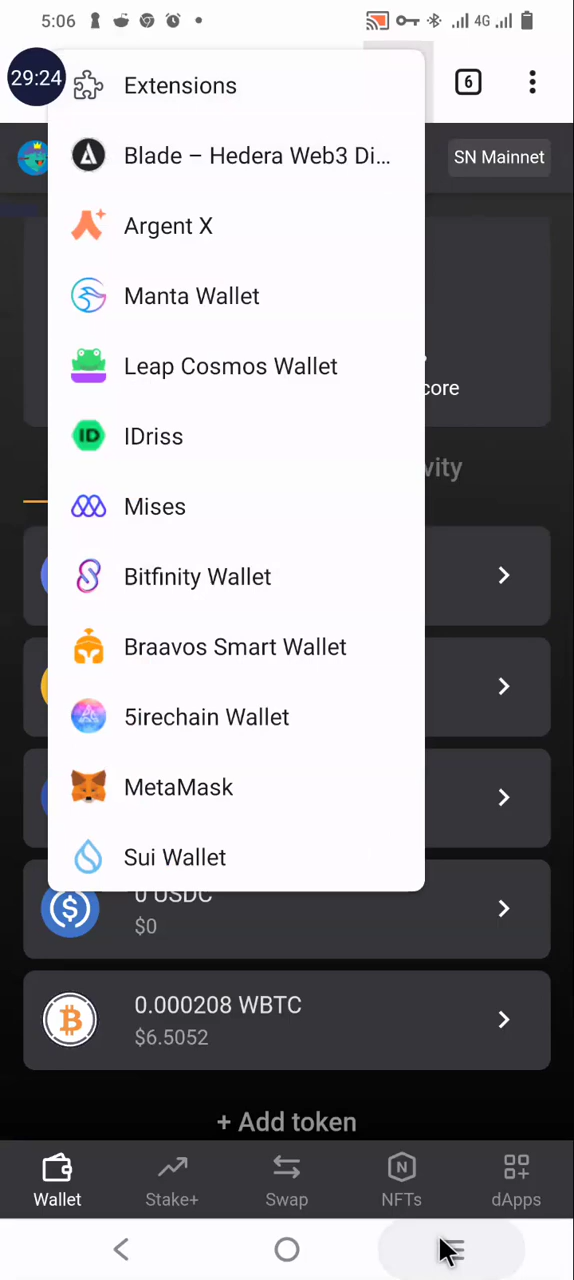 5:06
4G
29:24
6
Extensions
Blade – Hedera Web3 Di...
SN Mainnet
Argent X
Manta Wallet
Leap Cosmos Wallet
core
IDriss
vity
Mises
Bitfinity Wallet
Braavos Smart Wallet
5irechain Wallet
MetaMask
Sui Wallet
0 USDC
$0
0.000208 WBTC
$6.5052
+ Add token
Wallet
Stake+
Swap
NFTs
dApps